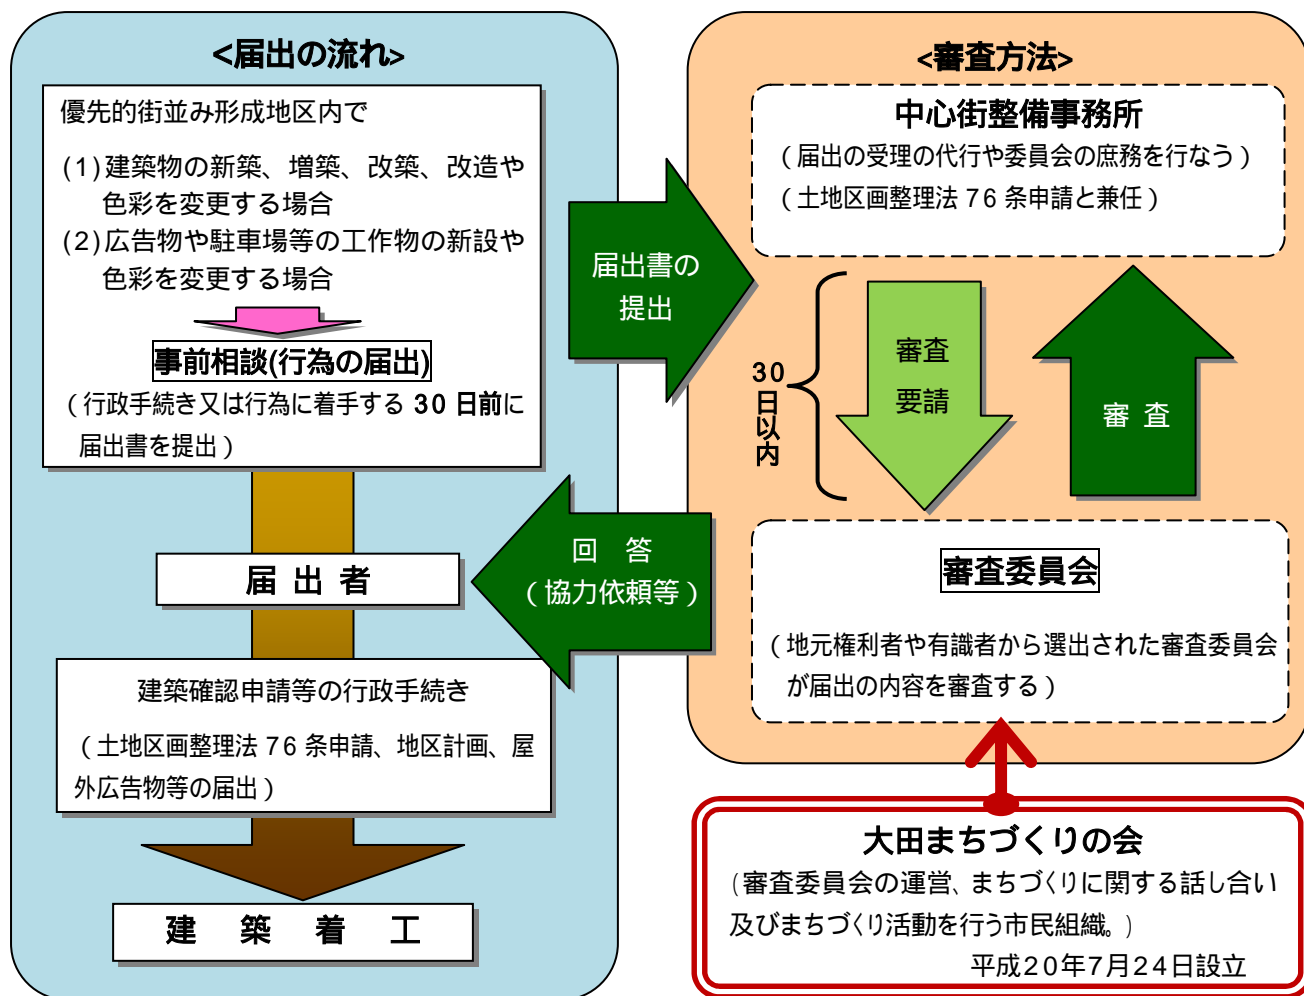 <届出の流れ>
優先的街並み形成地区内で
(1)建築物の新築、増築、改築、改造や
色彩を変更する場合
(2)広告物や駐車場等の工作物の新設や
色彩を変更する場合
事前相談(行為の届出)
(行政手続き又は行為に着手する 30 日前に
届出書を提出)
届出者
建築確認申請等の行政手続き
(土地区画整理法 76 条申請、地区計画、屋
外広告物等の届出)
建築着工
届出書の
提出
回 答
(協力依頼等)
<審査方法>
中心街整備事務所
(届出の受理の代行や委員会の庶務を行なう)
(土地区画整理法 76 条申請と兼任)
30日以内
審査
要請
審 査
審査委員会
(地元権利者や有識者から選出された審査委員会
が届出の内容を審査する)
大田まちづくりの会
(審査委員会の運営、まちづくりに関する話し合い
及びまちづくり活動を行う市民組織。)
平成20年7月24日設立